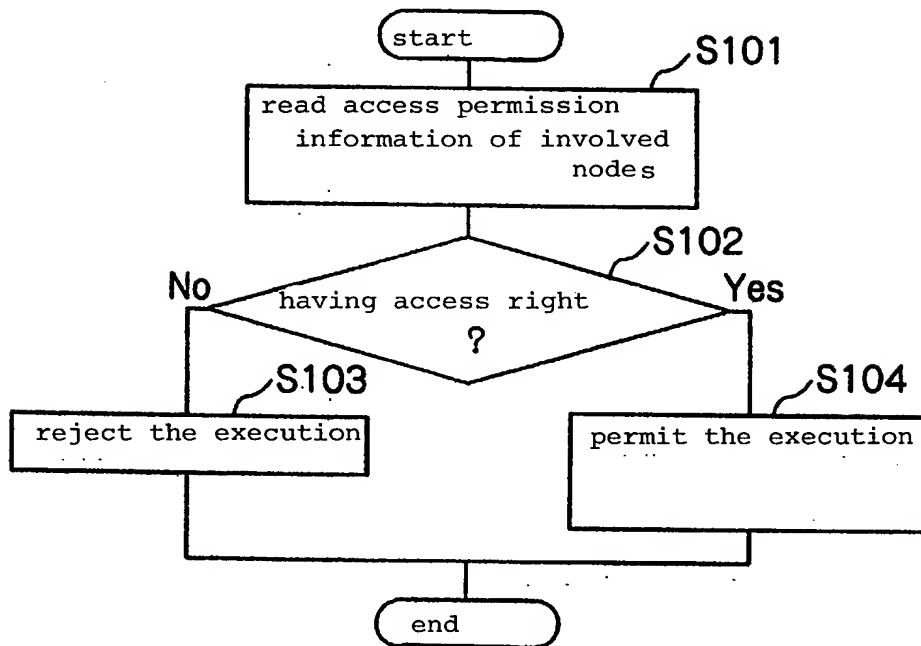 start
S101
read access permission
information of involved
nodes
S102
No
Yes
having access right
?
S103
S104
reject the execution
permit the execution
end